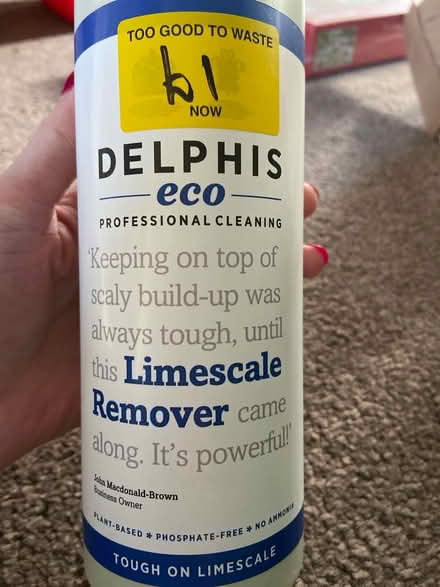 TOO GOOD TO WASTE
£1
NOW
DELPHIS
eco
PROFESSIONAL CLEANING
'Keeping on top of
scaly build-up was
always tough, until
this Limescale
Remover came
along. It's powerful!'
John Macdonald-Brown
Business Owner
PLANT-BASED * PHOSPHATE-FREE * NO AMMONIA
TOUGH ON LIMESCALE